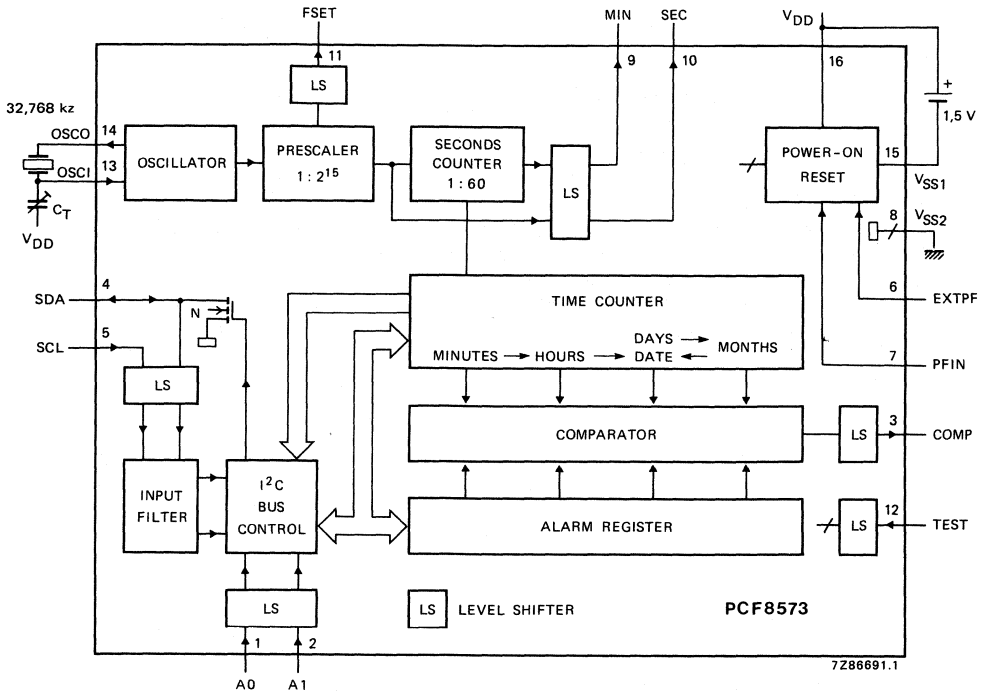 FSET
MIN
SEC
VDD
11
9
10
16
LS
+
1,5 V
32,768 kz
OSCO
14
OSCI
13
CT
VDD
OSCILLATOR
PRESCALER
1 : 2^15
SECONDS
COUNTER
1 : 60
LS
POWER-ON
RESET
15
VSS1
8
VSS2
6
EXTPF
7
PFIN
SDA
4
SCL
5
N
LS
TIME COUNTER
MINUTES → HOURS → DAYS → MONTHS
DATE ←
COMPARATOR
LS
3
COMP
INPUT
FILTER
I²C
BUS
CONTROL
ALARM REGISTER
LS
12
TEST
LS
LS
LEVEL SHIFTER
PCF8573
1
2
A0
A1
7Z86691.1